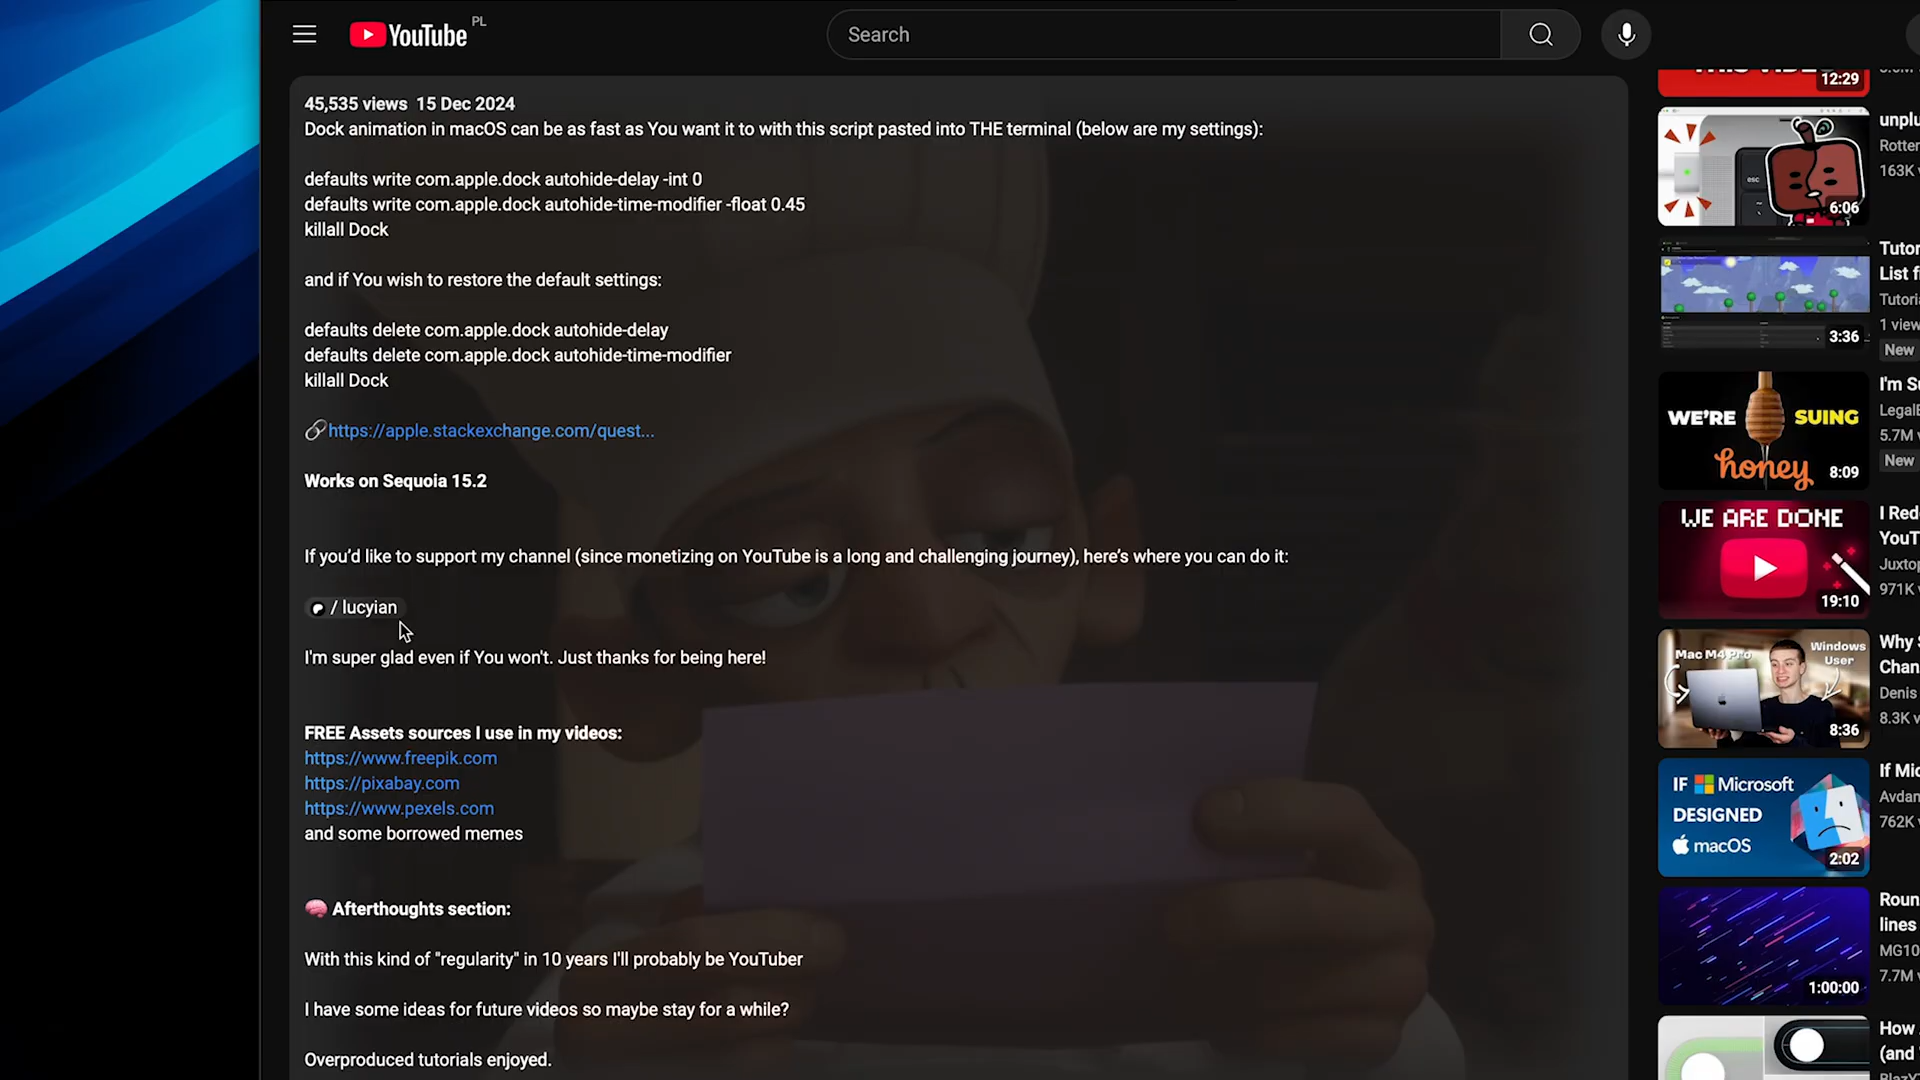 YouTube PL
Search
45,535 views 15 Dec 2024
Dock animation in macOS can be as fast as You want it to with this script pasted into THE terminal (below are my settings):
defaults write com.apple.dock autohide-delay -int 0
defaults write com.apple.dock autohide-time-modifier -float 0.45
killall Dock
and if You wish to restore the default settings:
defaults delete com.apple.dock autohide-delay
defaults delete com.apple.dock autohide-time-modifier
killall Dock
https://apple.stackexchange.com/quest...
Works on Sequoia 15.2
If you’d like to support my channel (since monetizing on YouTube is a long and challenging journey), here’s where you can do it:
/ lucyian
I'm super glad even if You won't. Just thanks for being here!
FREE Assets sources I use in my videos:
https://www.freepik.com
https://pixabay.com
https://www.pexels.com
and some borrowed memes
Afterthoughts section:
With this kind of "regularity" in 10 years I'll probably be YouTuber
I have some ideas for future videos so maybe stay for a while?
Overproduced tutorials enjoyed.
12:29
unplu
Rotter
163K v
esc
6:06
Tutor
List f
Tutoria
1 view
New
3:36
I'm Su
LegalE
5.7M v
New
WE’RE SUING
honey
8:09
I Red
YouT
Juxtop
971K v
WE ARE DONE
19:10
Why S
Chan
Denis
8.3K v
Mac M4 Pro
Windows
User
8:36
If Mic
Avdan
762K v
IF Microsoft
DESIGNED
macOS
2:02
Roun
lines
MG10
7.7M v
1:00:00
How
(and